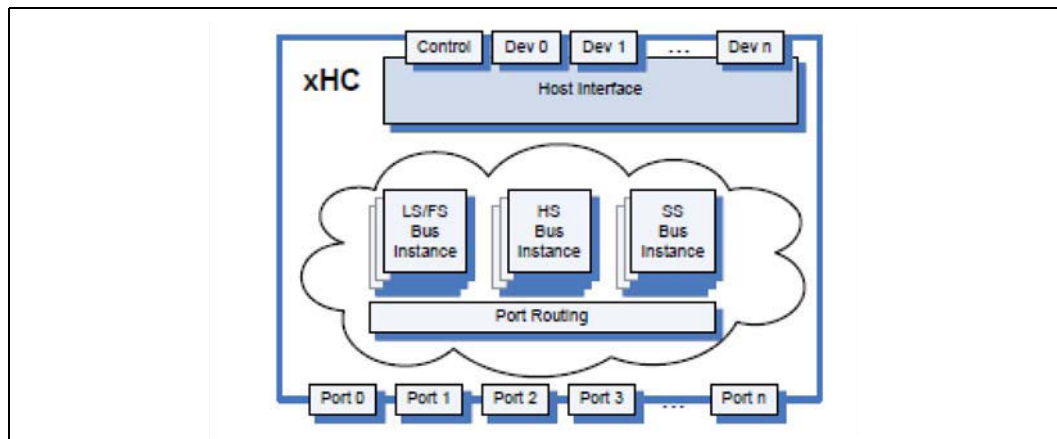 Control Dev 0 Dev 1 ... Dev n
xHC
Host Interface
LS/FS
Bus
Instance
HS
Bus
Instance
SS
Bus
Instance
Port Routing
Port 0 Port 1 Port 2 Port 3 ... Port n